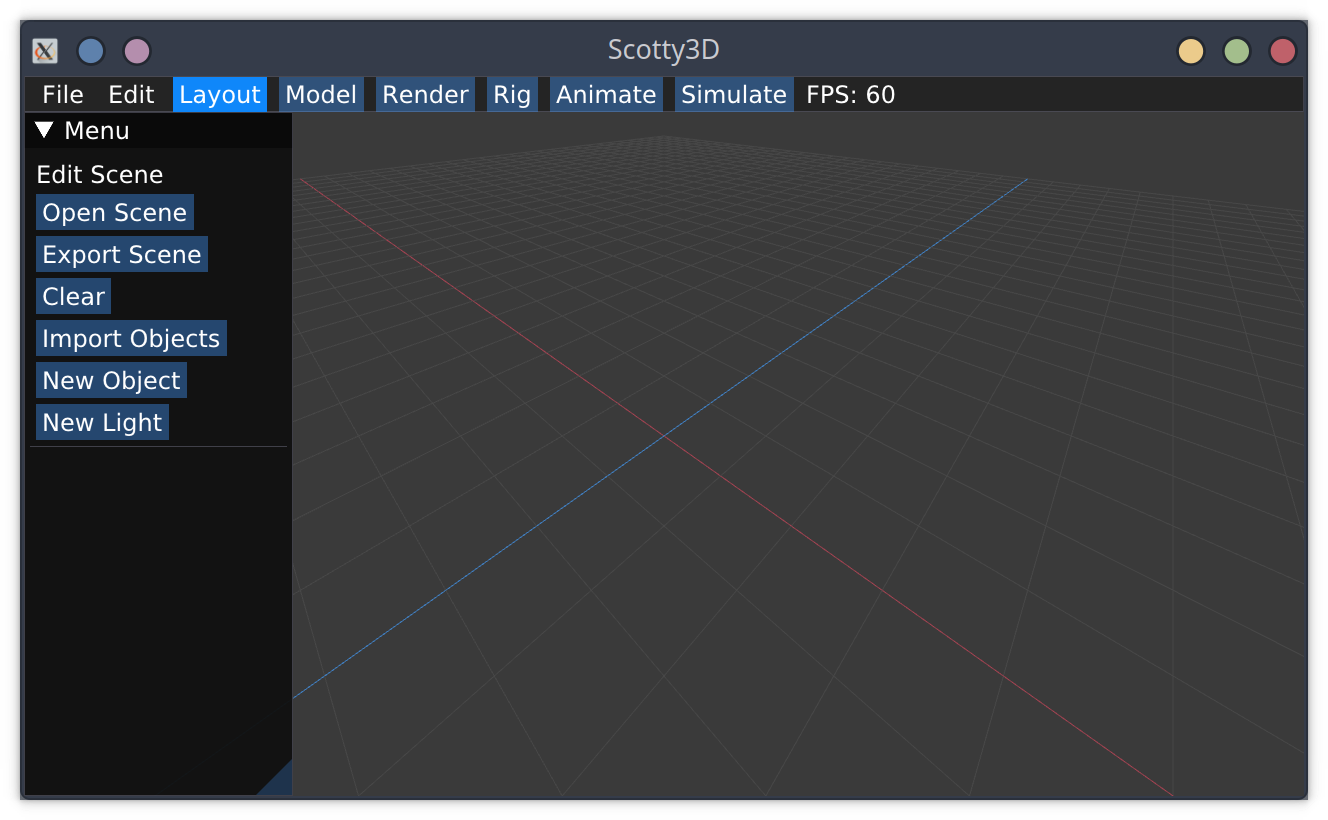 Scotty3D
File Edit Layout Model Render Rig Animate Simulate FPS: 60
Menu
Edit Scene
Open Scene
Export Scene
Clear
Import Objects
New Object
New Light